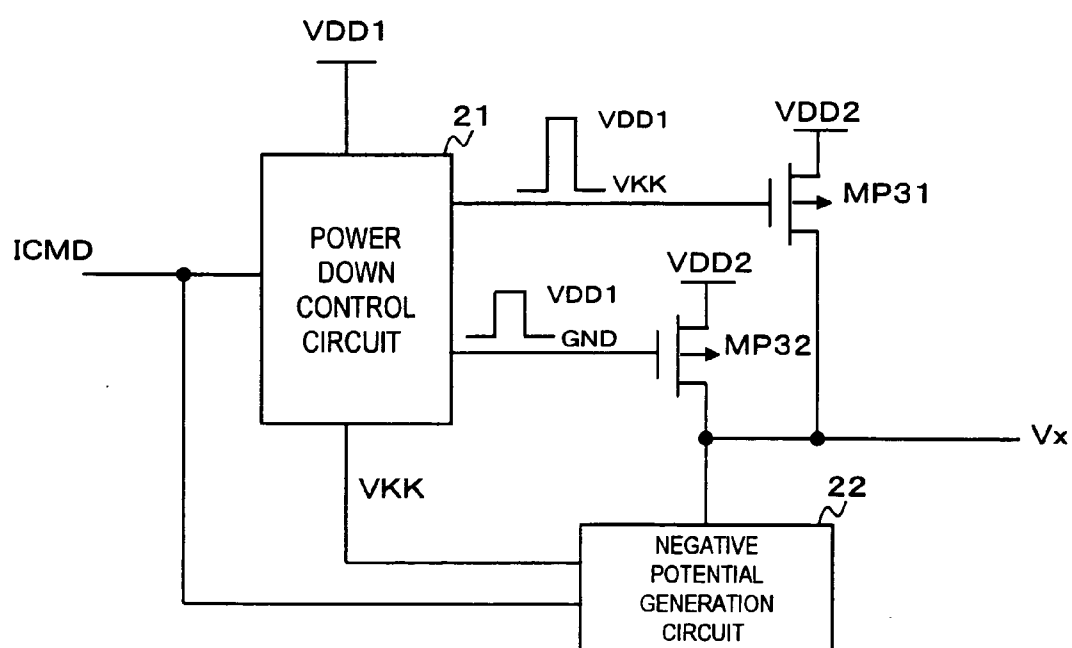 VDD1
21
VDD1
VDD2
VKK
MP31
ICMD
POWER
DOWN
CONTROL
CIRCUIT
VDD2
VDD1
GND
MP32
Vx
VKK
22
NEGATIVE
POTENTIAL
GENERATION
CIRCUIT